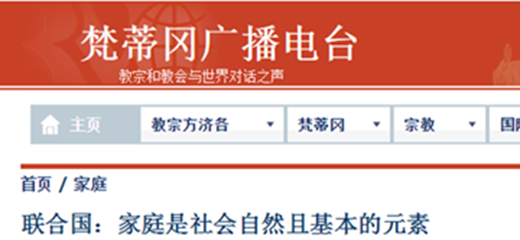 梵蒂冈广播电台
教宗和教会与世界对话之声
主页 教宗方济各 梵蒂冈 宗教 国际
首页 / 家庭
联合国：家庭是社会自然且基本的元素